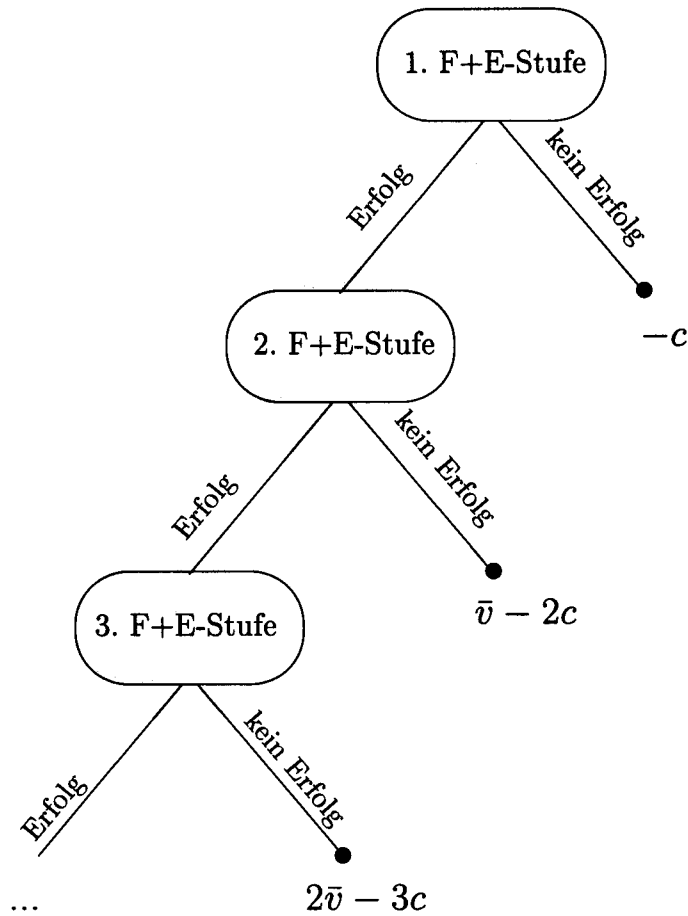 1. F+E-Stufe
Erfolg
kein Erfolg
−c
2. F+E-Stufe
Erfolg
kein Erfolg
v̄ − 2c
3. F+E-Stufe
Erfolg
kein Erfolg
...
2v̄ − 3c